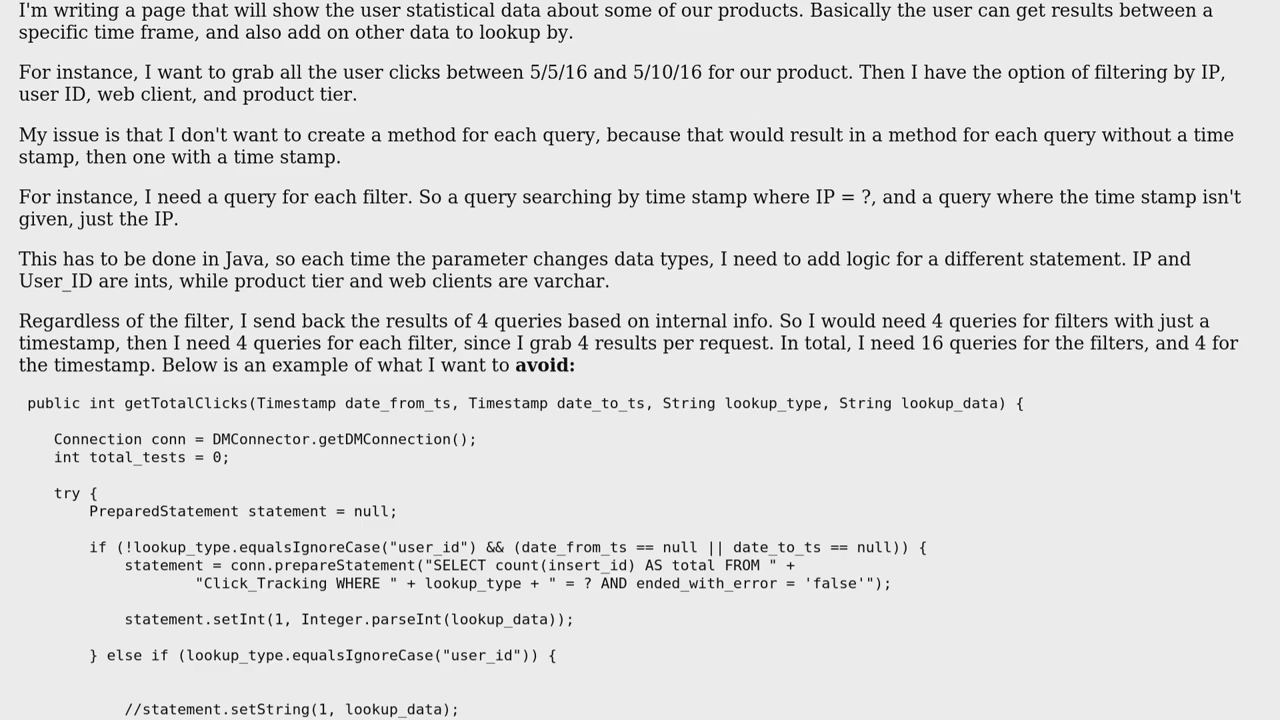 I'm writing a page that will show the user statistical data about some of our products. Basically the user can get results between a
specific time frame, and also add on other data to lookup by.
For instance, I want to grab all the user clicks between 5/5/16 and 5/10/16 for our product. Then I have the option of filtering by IP,
user ID, web client, and product tier.
My issue is that I don't want to create a method for each query, because that would result in a method for each query without a time
stamp, then one with a time stamp.
For instance, I need a query for each filter. So a query searching by time stamp where IP = ?, and a query where the time stamp isn't
given, just the IP.
This has to be done in Java, so each time the parameter changes data types, I need to add logic for a different statement. IP and
User_ID are ints, while product tier and web clients are varchar.
Regardless of the filter, I send back the results of 4 queries based on internal info. So I would need 4 queries for filters with just a
timestamp, then I need 4 queries for each filter, since I grab 4 results per request. In total, I need 16 queries for the filters, and 4 for
the timestamp. Below is an example of what I want to avoid:
public int getTotalClicks(Timestamp date_from_ts, Timestamp date_to_ts, String lookup_type, String lookup_data) {
Connection conn = DMConnector.getDMConnection();
int total_tests = 0;
try {
PreparedStatement statement = null;
if (!lookup_type.equalsIgnoreCase("user_id") && (date_from_ts == null || date_to_ts == null)) {
statement = conn.prepareStatement("SELECT count(insert_id) AS total FROM " +
"Click_Tracking WHERE " + lookup_type + " = ? AND ended_with_error = 'false'");
statement.setInt(1, Integer.parseInt(lookup_data));
} else if (lookup_type.equalsIgnoreCase("user_id")) {
//statement.setString(1, lookup_data);